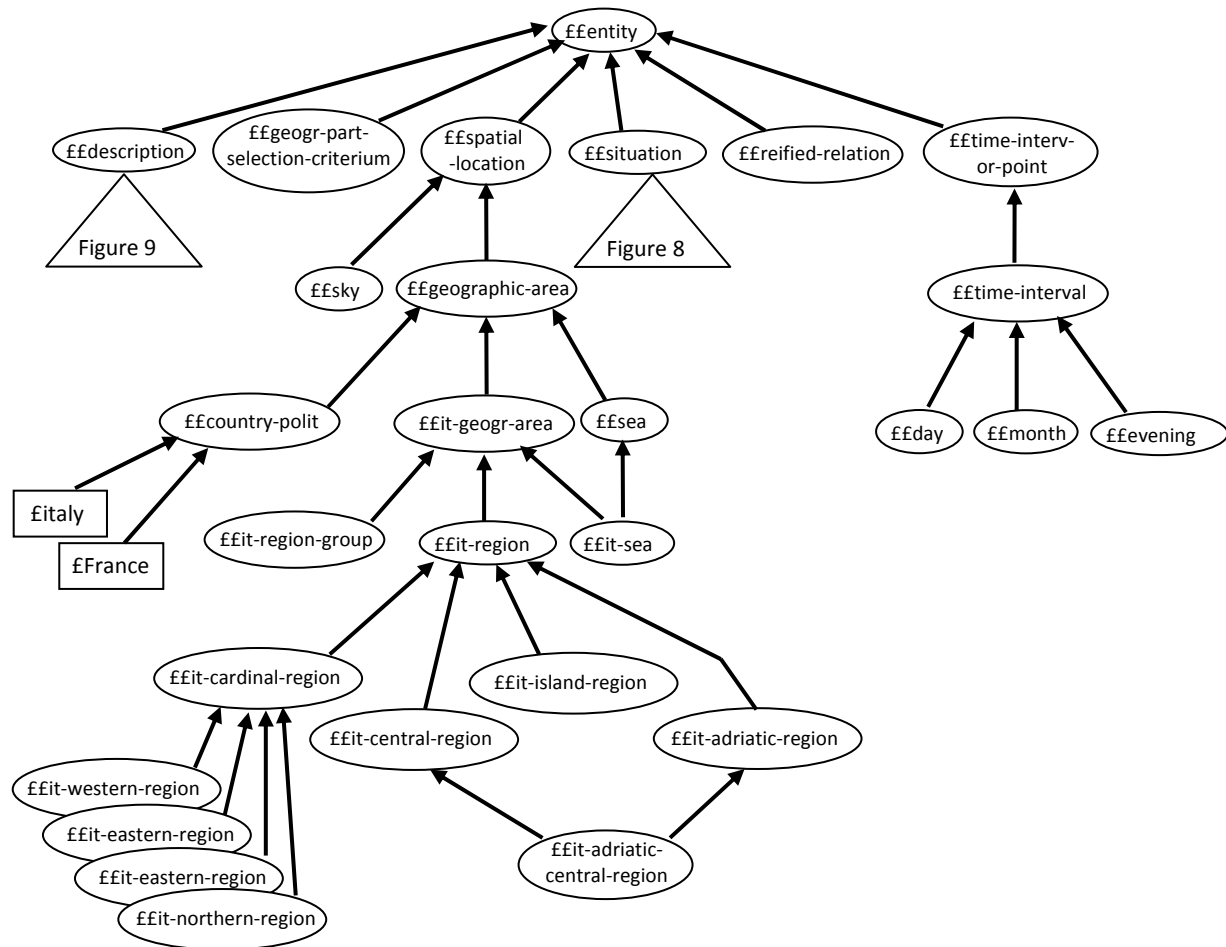 ££entity
££description
££geogr-part-
selection-criterium
££spatial
-location
££situation
££reified-relation
££time-interv-
or-point
Figure 9
Figure 8
££sky
££geographic-area
££time-interval
££country-polit
££it-geogr-area
££sea
££day
££month
££evening
£italy
£France
££it-region-group
££it-region
££it-sea
££it-cardinal-region
££it-island-region
££it-central-region
££it-adriatic-region
££it-western-region
££it-eastern-region
££it-eastern-region
££it-northern-region
££it-adriatic-
central-region